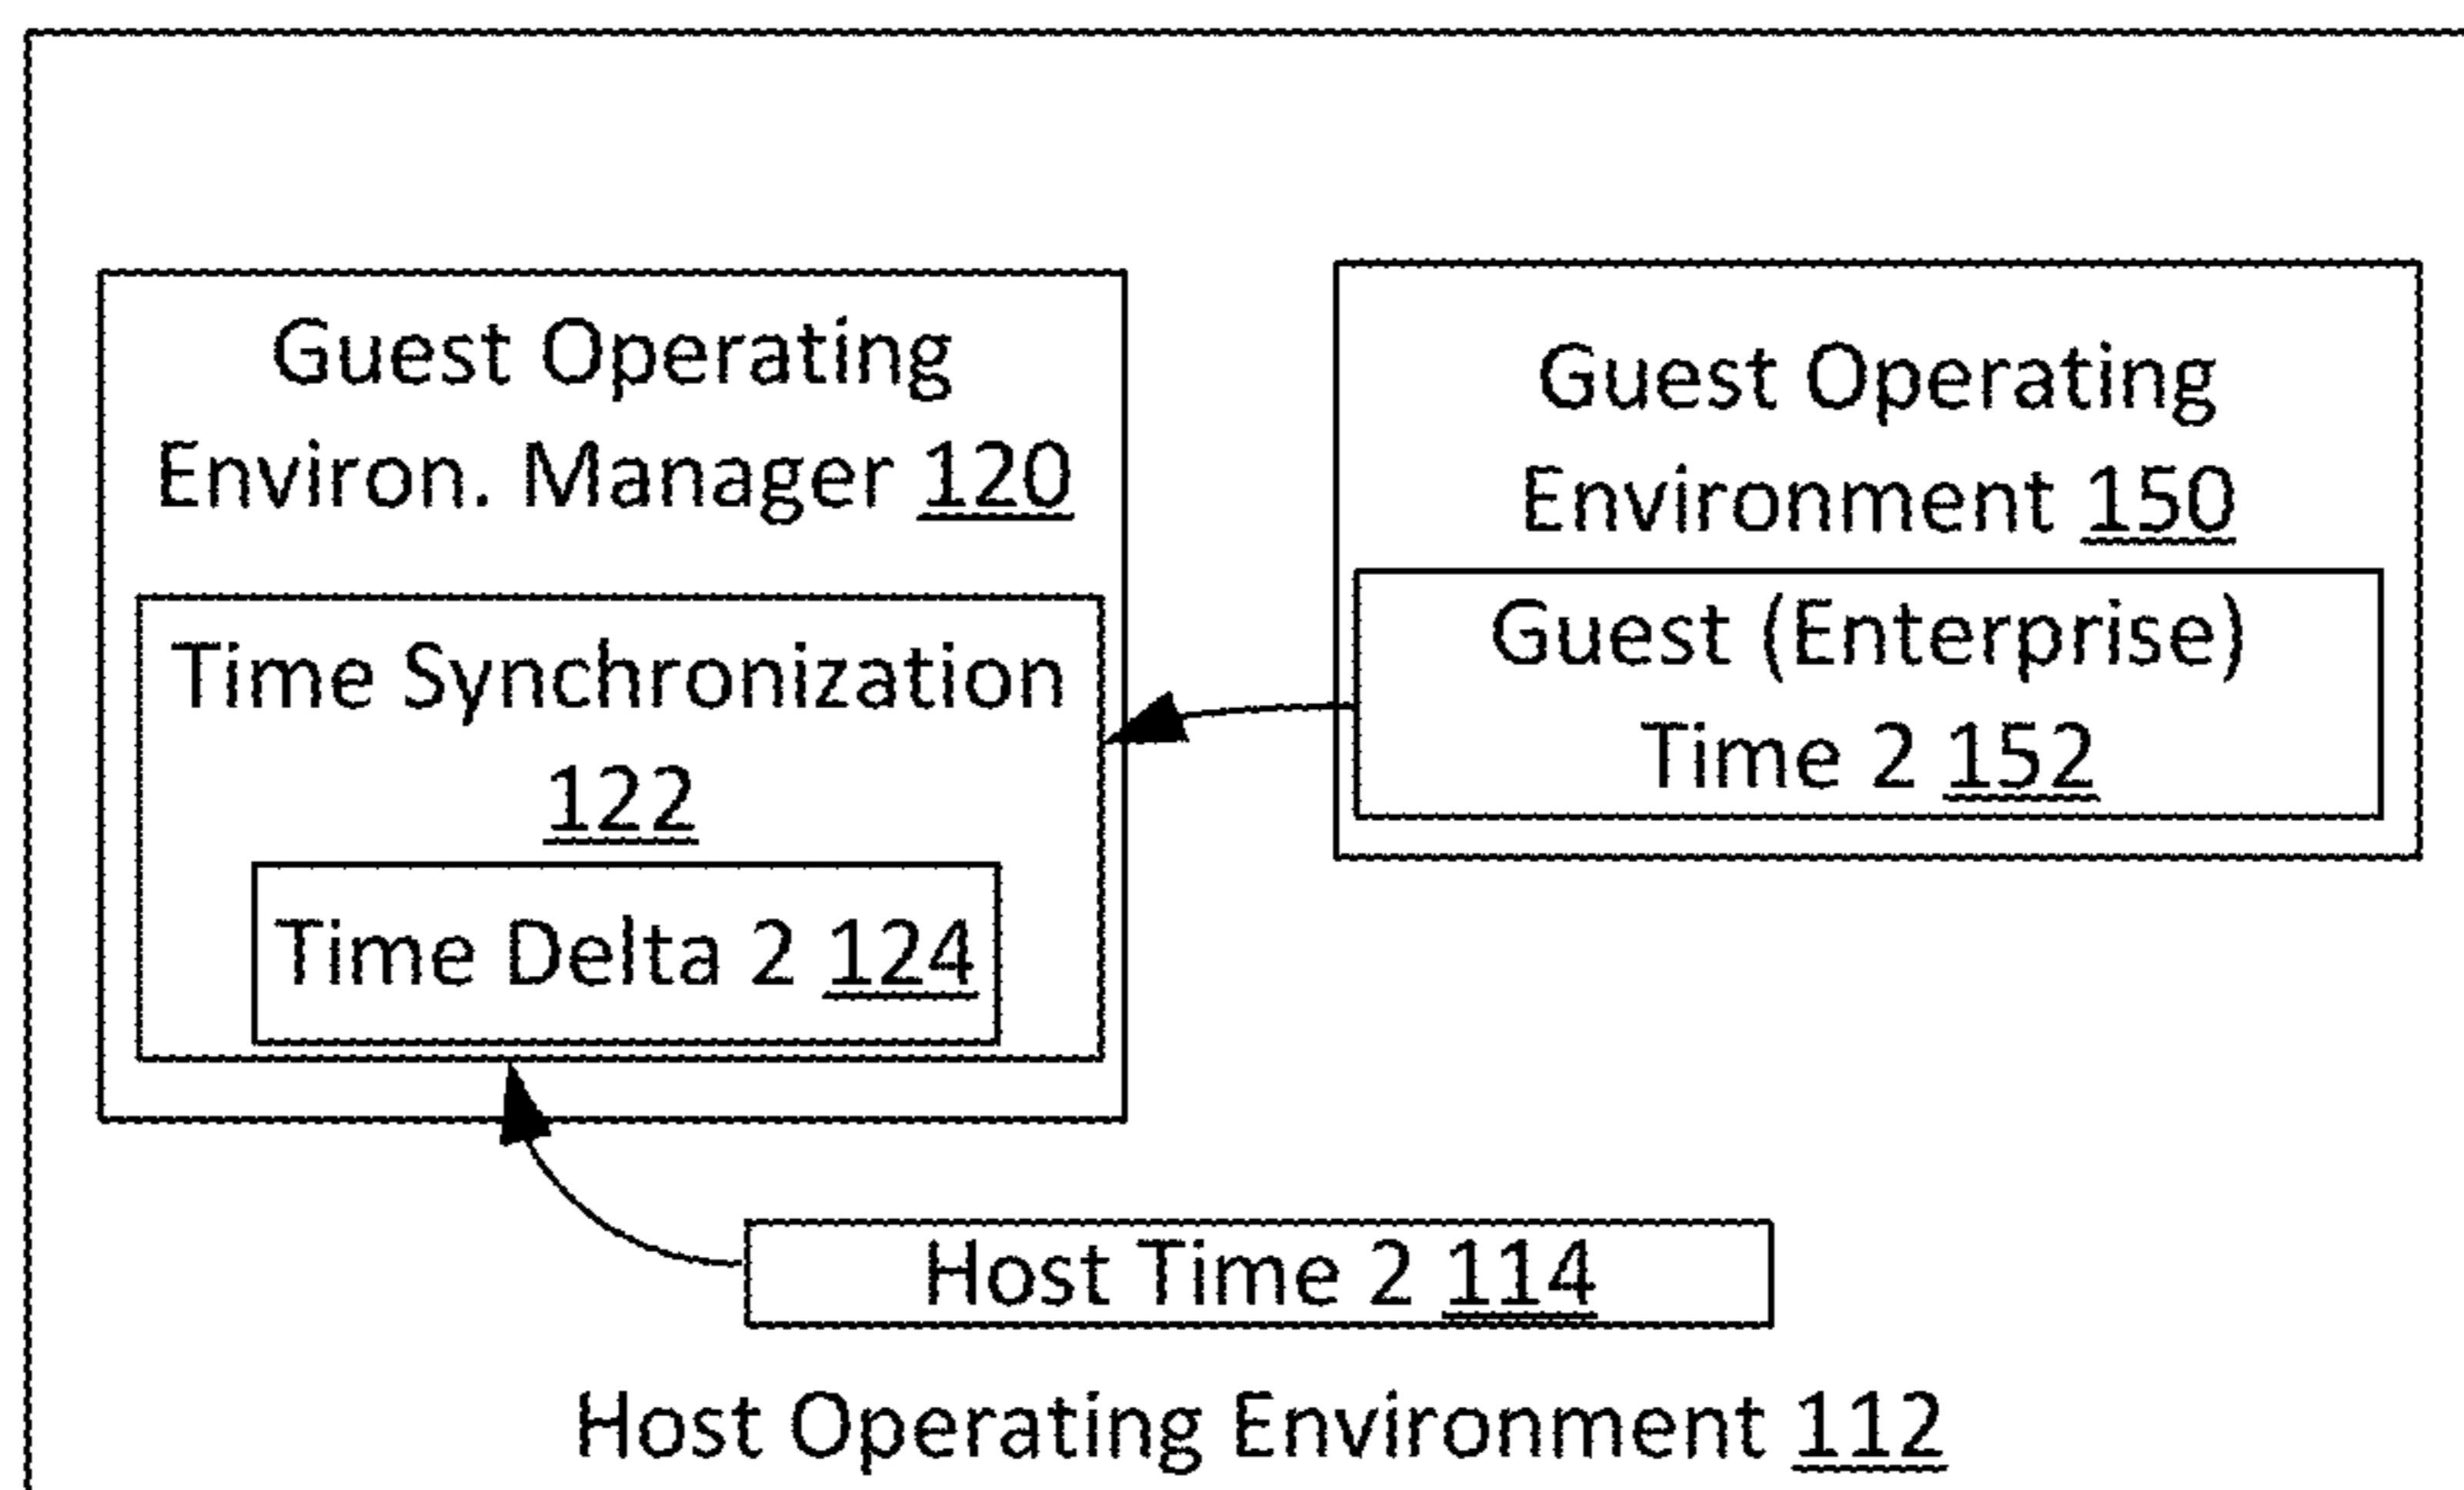 Guest Operating
Environ. Manager 120
Time Synchronization
122
Time Delta 2 124
Guest Operating
Environment 150
Guest (Enterprise)
Time 2 152
Host Time 2 114
Host Operating Environment 112